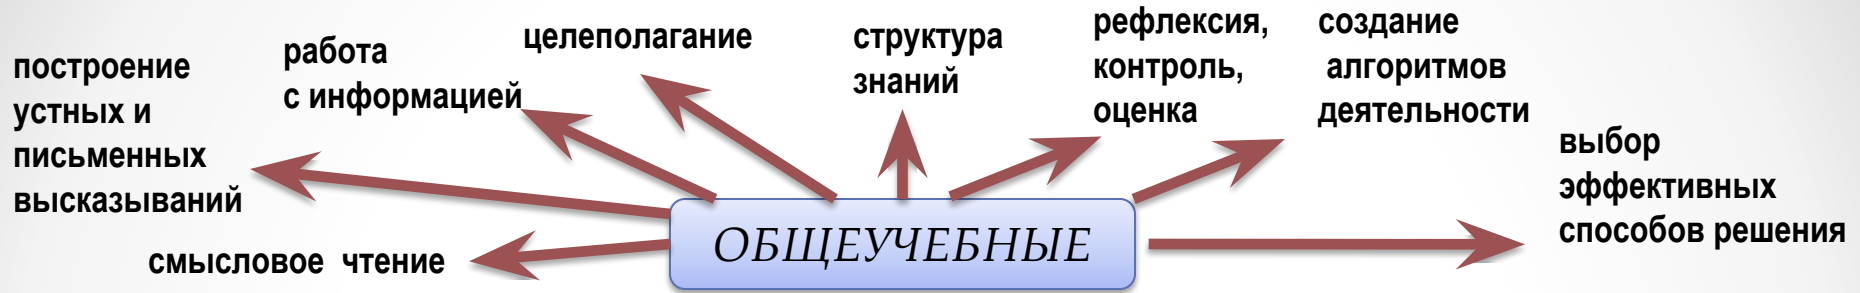 построение
устных и
письменных
высказываний
работа
с информацией
целеполагание
структура
знаний
рефлексия,
контроль,
оценка
создание
алгоритмов
деятельности
выбор
эффективных
способов решения
смысловое чтение
ОБЩЕУЧЕБНЫЕ